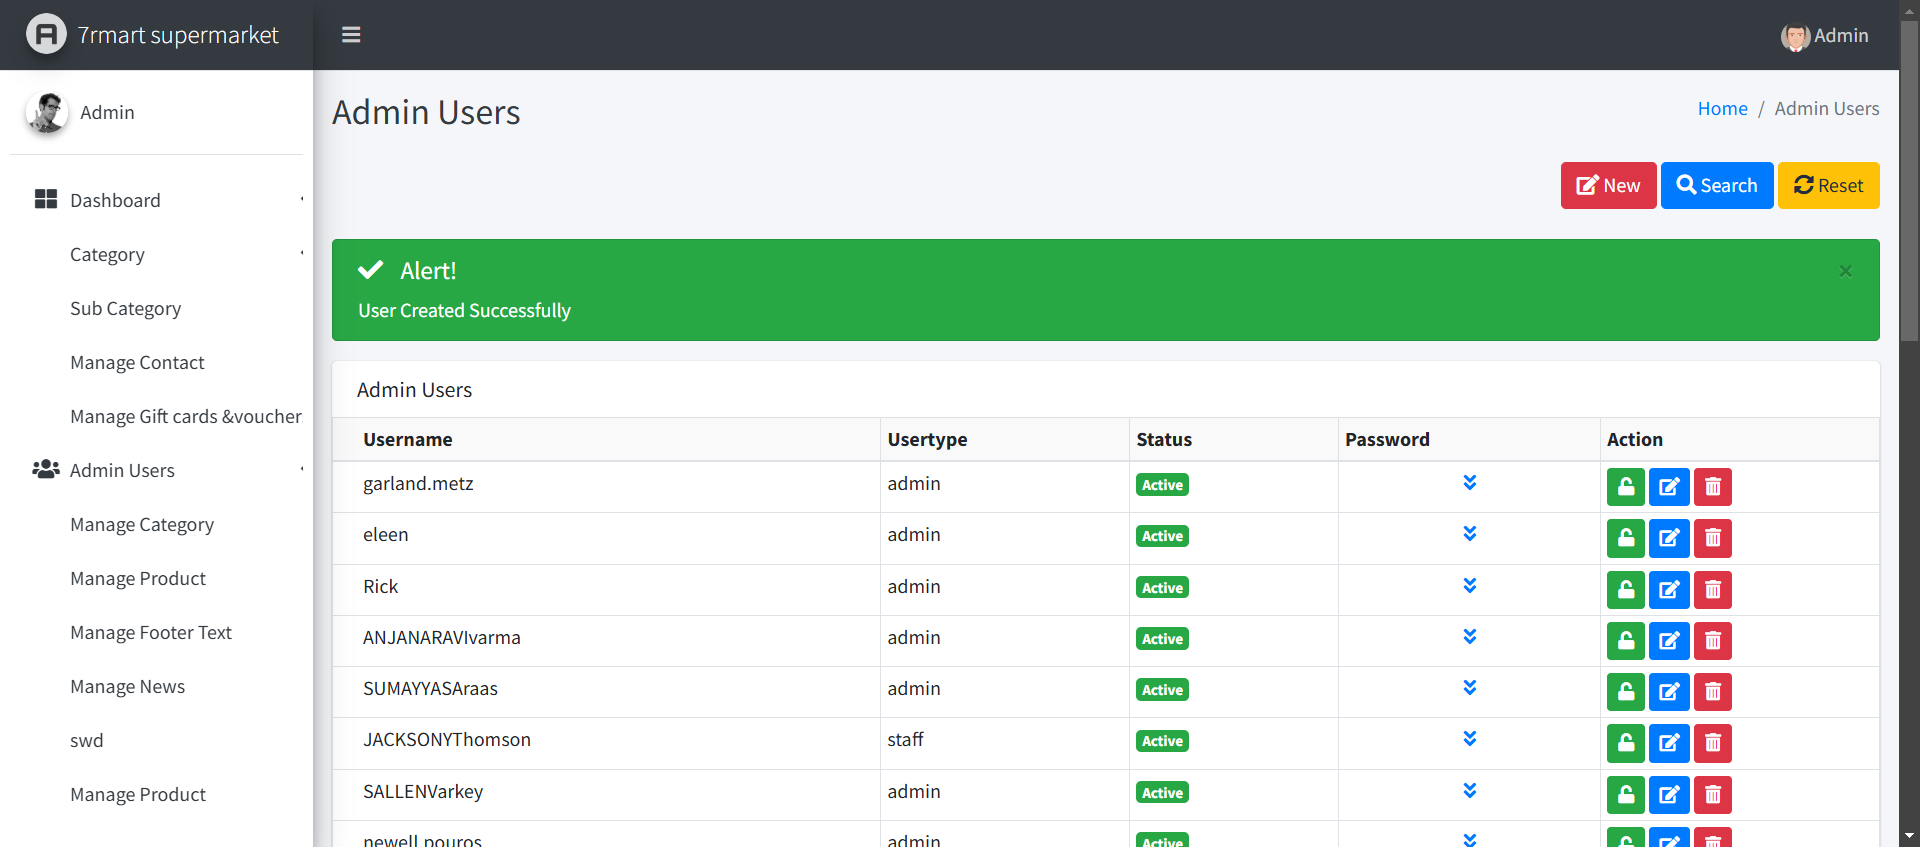 7rmart supermarket
Admin
Admin
Dashboard
Category
Sub Category
Manage Contact
Manage Gift cards &voucher
Admin Users
Manage Category
Manage Product
Manage Footer Text
Manage News
swd
Manage Product
Admin Users
Home / Admin Users
New Search Reset
Alert! ×
User Created Successfully
Admin Users
Username Usertype Status Password Action
garland.metz admin Active
eleen admin Active
Rick admin Active
ANJANARAVIvarma admin Active
SUMAYYASAraas admin Active
JACKSONYThomson staff Active
SALLENVarkey admin Active
newell.pouros admin Active